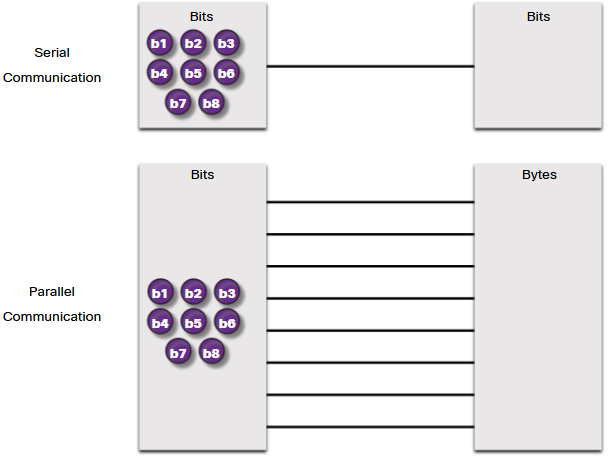 Bits
Bits
Serial
Communication
b1 b2 b3
b4 b5 b6
b7 b8
Bits
Bytes
Parallel
Communication
b1 b2 b3
b4 b5 b6
b7 b8